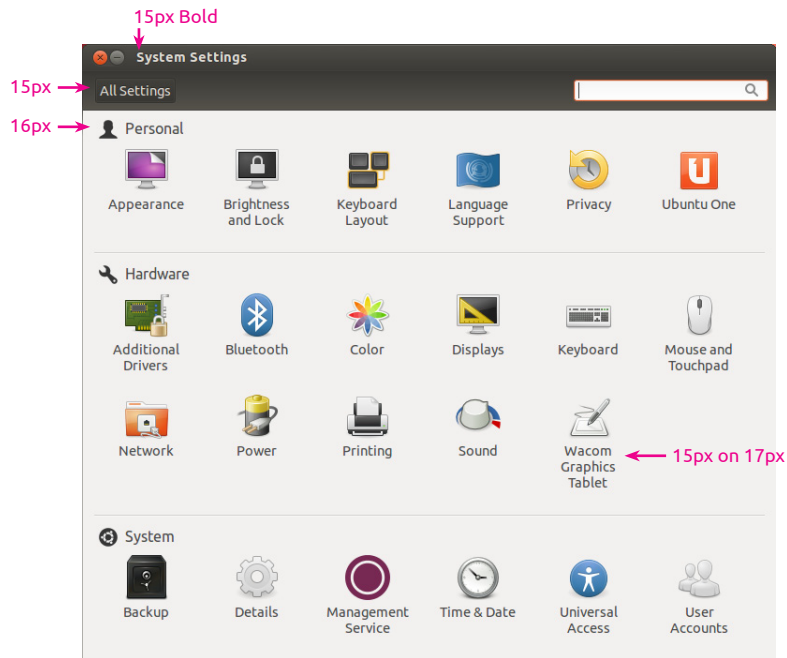 15px Bold
System Settings
15px
All Settings
16px
Personal
Appearance
Brightness
and Lock
Keyboard
Layout
Language
Support
Privacy
Ubuntu One
Hardware
Additional
Drivers
Bluetooth
Color
Displays
Keyboard
Mouse and
Touchpad
Network
Power
Printing
Sound
Wacom
Graphics
Tablet
15px on 17px
System
Backup
Details
Management
Service
Time & Date
Universal
Access
User
Accounts